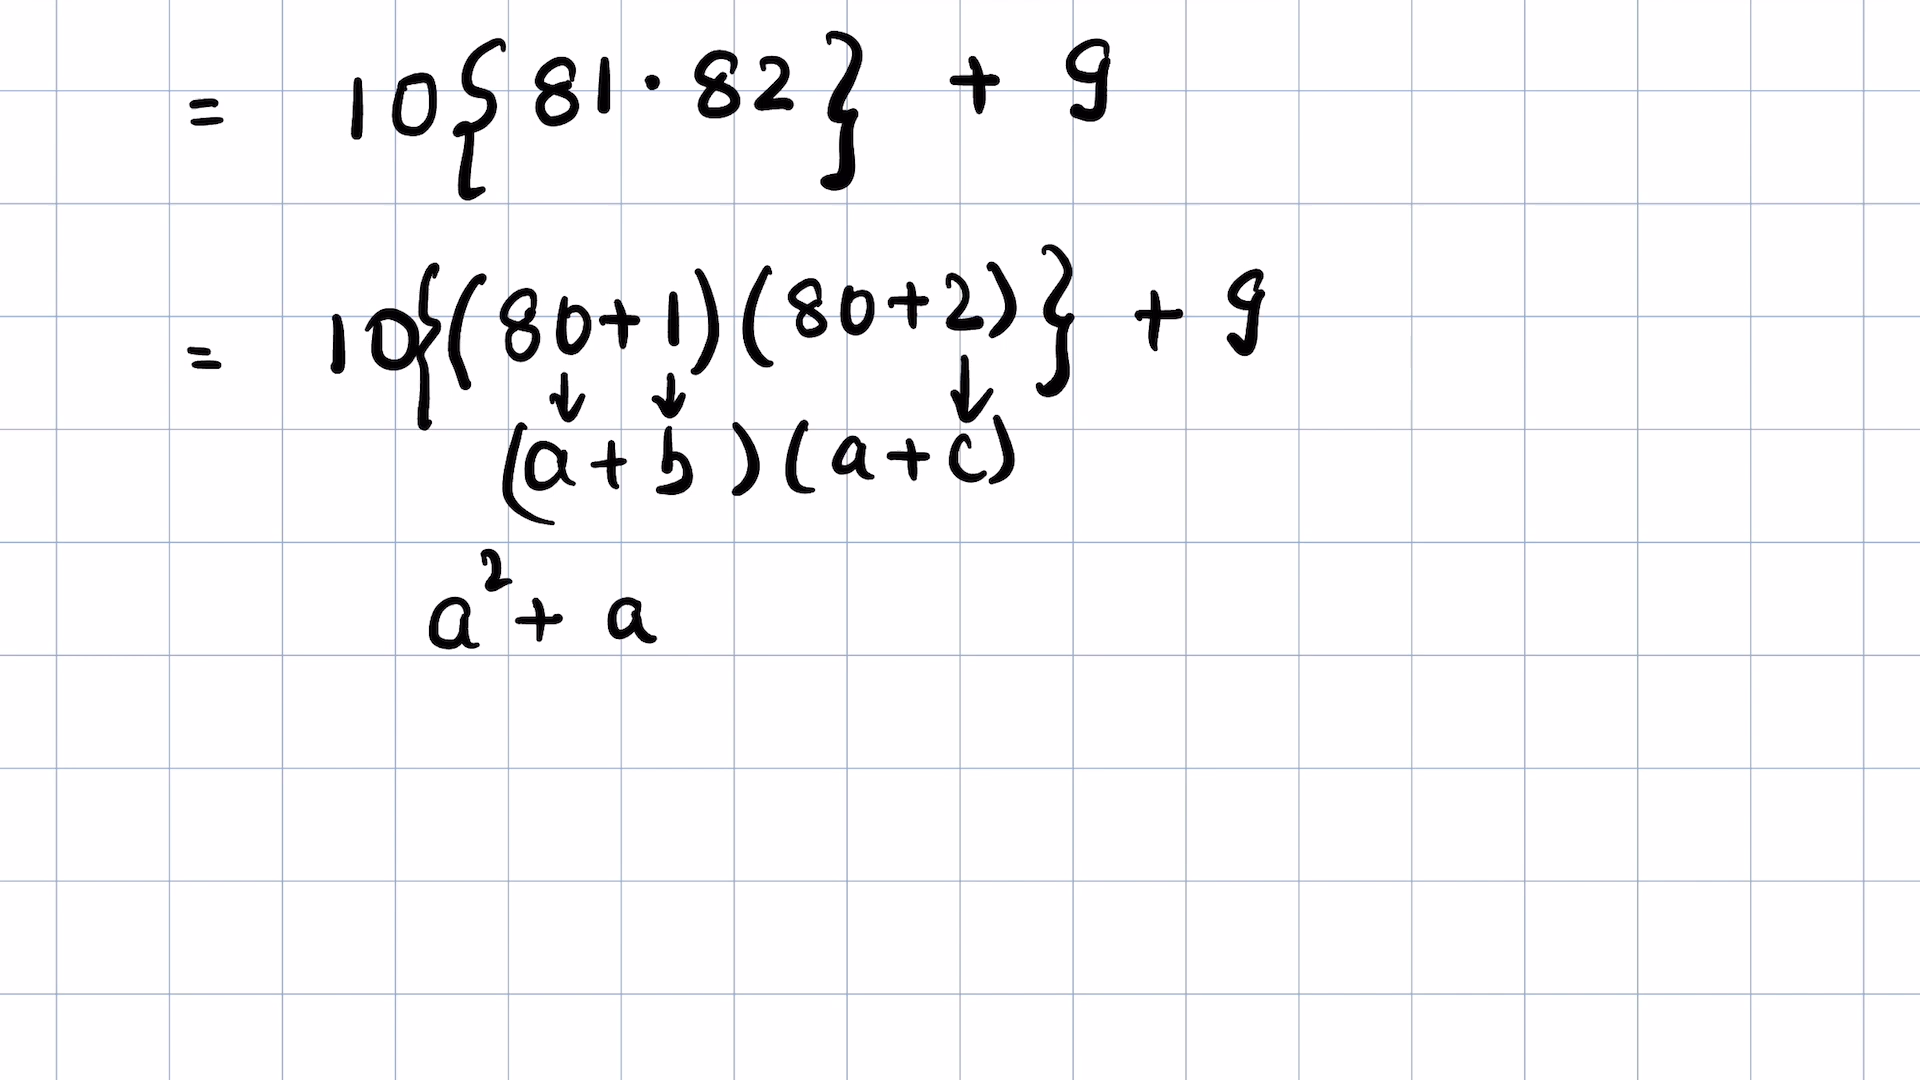 = 10{81·82} + 9
= 10{(80+1)(80+2)} + 9
↓ ↓ ↓
(a+b)(a+c)
a²+ a